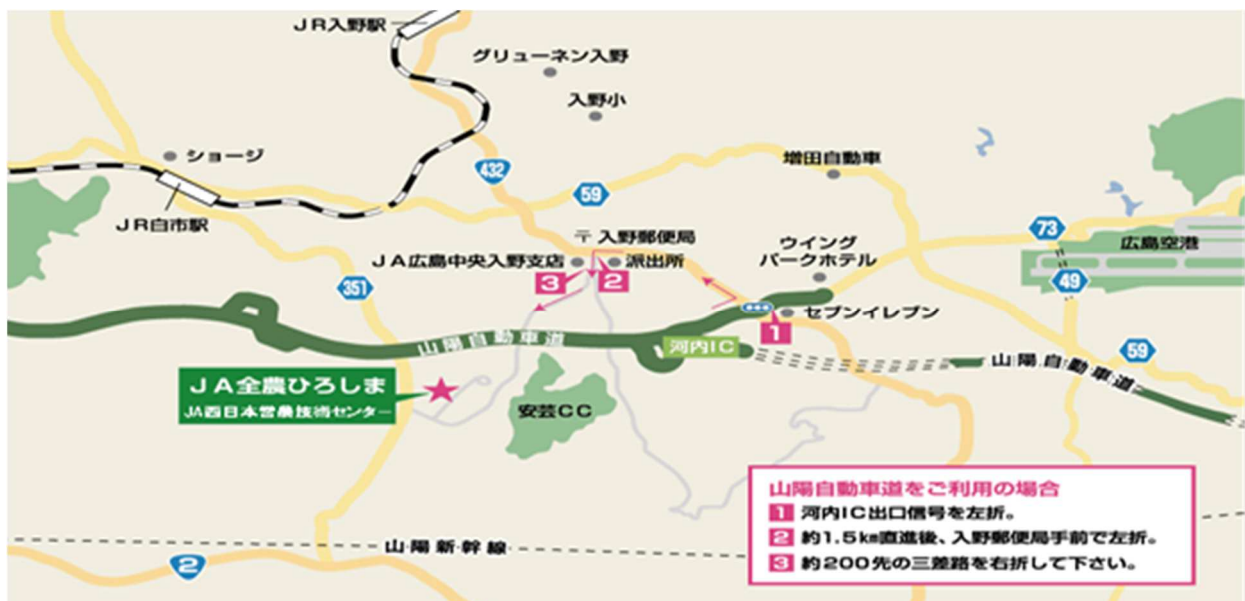 JR入野駅
グリューネン入野
入野小
ショージ
増田自動車
432
59
JR白市駅
〒 入野郵便局
ウイング
パークホテル
73
広島空港
JA広島中央入野支店
派出所
3
2
49
351
セブンイレブン
1
山陽自動車道
河内IC
59
山陽自動車道
JA全農ひろしま
JA西日本営農技術センター
安芸CC
山陽自動車道をご利用の場合
1 河内IC出口信号を左折。
2 約1.5㎞直進後、入野郵便局手前で左折。
3 約200先の三差路を右折して下さい。
山陽新幹線
2